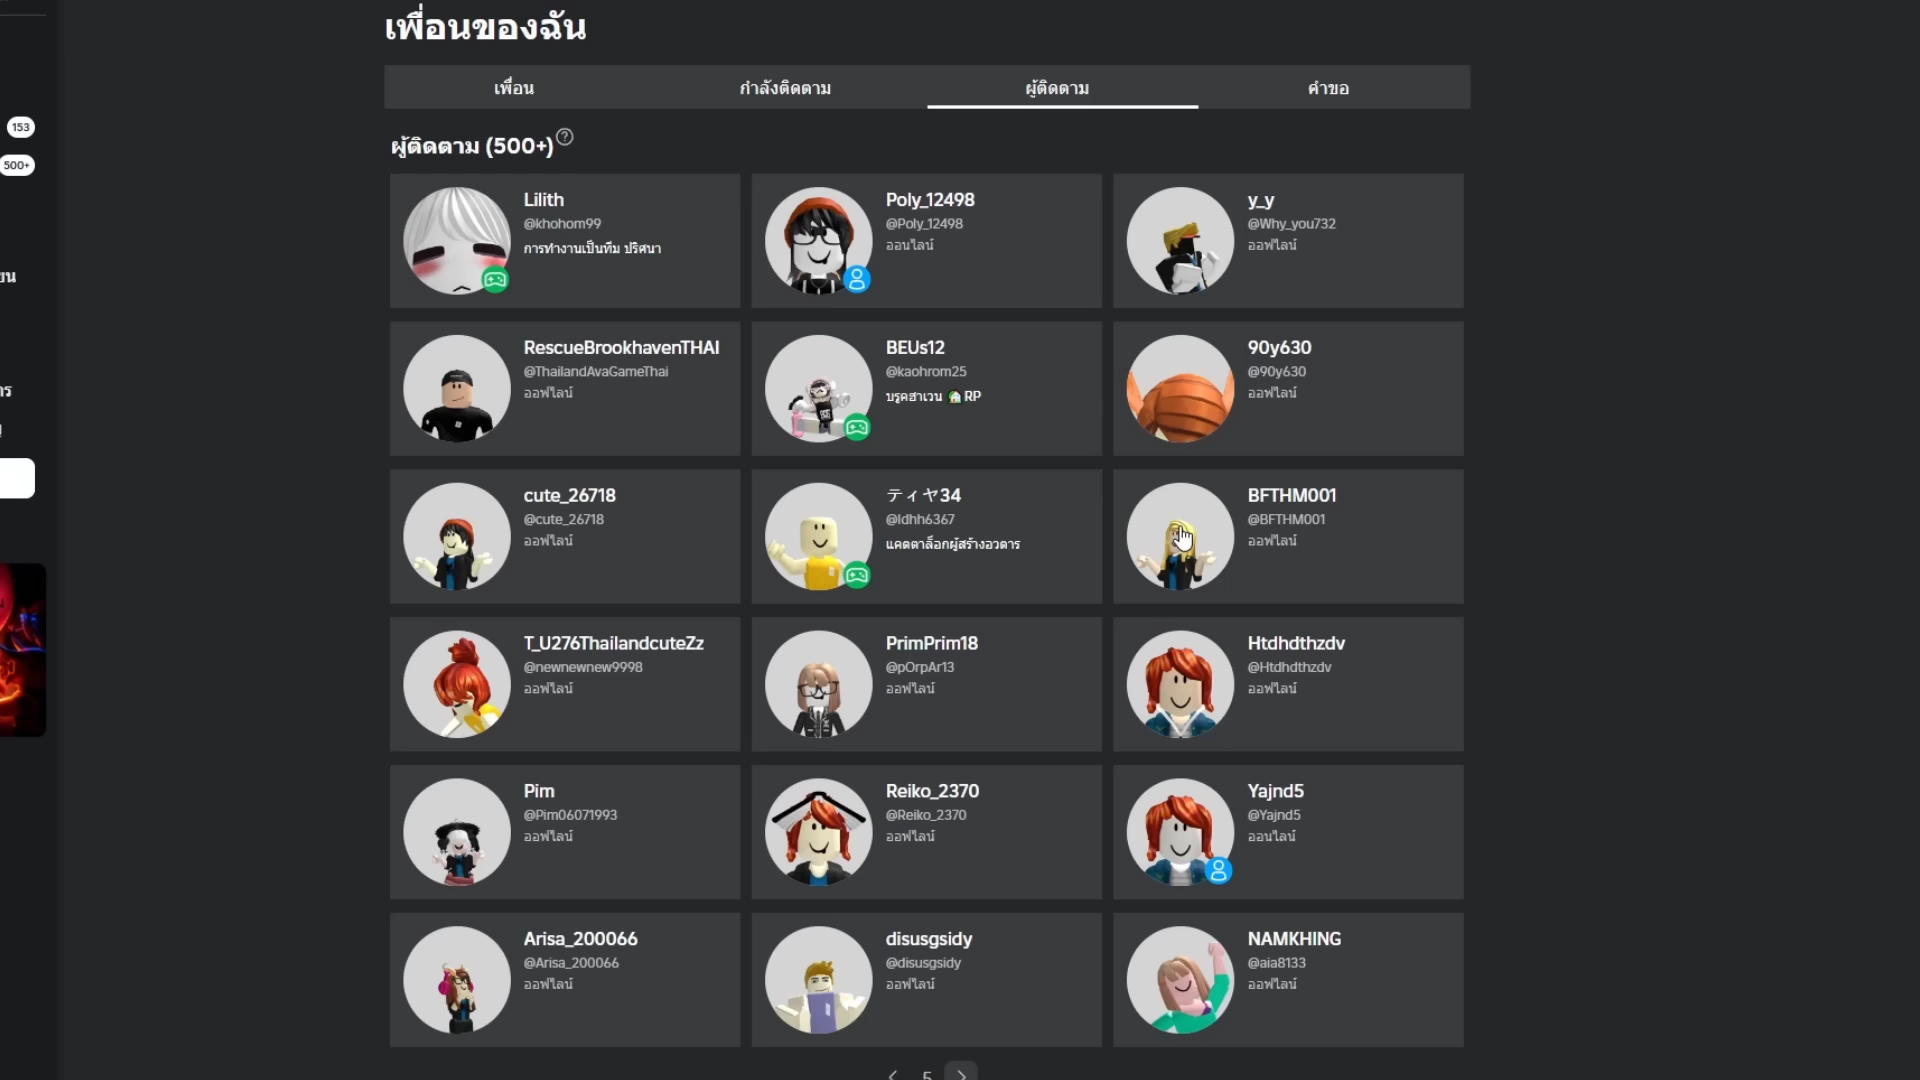 เพื่อนของฉัน
เพื่อน
กำลังติดตาม
ผู้ติดตาม
คำขอ
153
500+
ผู้ติดตาม (500+)
Lilith
@khohom99
การทำงานเป็นทีม ปริศนา
Poly_12498
@Poly_12498
ออนไลน์
y_y
@Why_you732
ออฟไลน์
RescueBrookhavenTHAI
@ThailandAvaGameThai
ออฟไลน์
BEUs12
@kaohrom25
บรูคฮาเวน 🏡 RP
90y630
@90y630
ออฟไลน์
cute_26718
@cute_26718
ออฟไลน์
ティヤ34
@ldhh6367
แคตตาล็อกผู้สร้างอวตาร
BFTHM001
@BFTHM001
ออฟไลน์
T_U276ThailandcuteZz
@newnewnew9998
ออฟไลน์
PrimPrim18
@pOrpAr13
ออฟไลน์
Htdhdthzdv
@Htdhdthzdv
ออฟไลน์
Pim
@Pim06071993
ออฟไลน์
Reiko_2370
@Reiko_2370
ออฟไลน์
Yajnd5
@Yajnd5
ออนไลน์
Arisa_200066
@Arisa_200066
ออฟไลน์
disusgsidy
@disusgsidy
ออฟไลน์
NAMKHING
@aia8133
ออฟไลน์
5